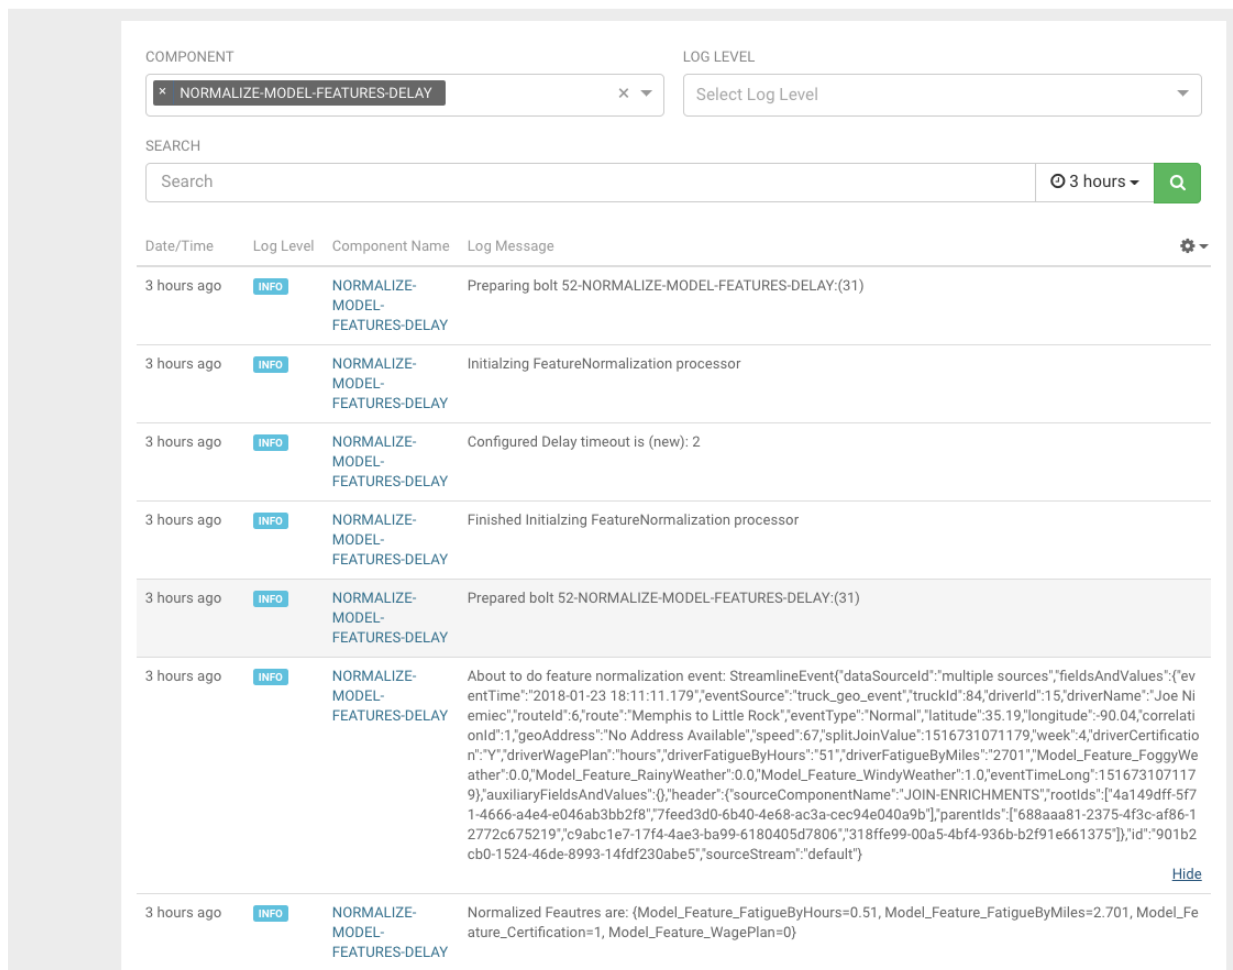 COMPONENT
LOG LEVEL
× NORMALIZE-MODEL-FEATURES-DELAY ×
Select Log Level
SEARCH
Search
3 hours
Date/Time Log Level Component Name Log Message
3 hours ago INFO NORMALIZE- Preparing bolt 52-NORMALIZE-MODEL-FEATURES-DELAY:(31)
MODEL-
FEATURES-DELAY
3 hours ago INFO NORMALIZE- Initialzing FeatureNormalization processor
MODEL-
FEATURES-DELAY
3 hours ago INFO NORMALIZE- Configured Delay timeout is (new): 2
MODEL-
FEATURES-DELAY
3 hours ago INFO NORMALIZE- Finished Initialzing FeatureNormalization processor
MODEL-
FEATURES-DELAY
3 hours ago INFO NORMALIZE- Prepared bolt 52-NORMALIZE-MODEL-FEATURES-DELAY:(31)
MODEL-
FEATURES-DELAY
3 hours ago INFO NORMALIZE- About to do feature normalization event: StreamlineEvent{"dataSourceId":"multiple sources","fieldsAndValues":{"ev
MODEL- entTime":"2018-01-23 18:11:11.179","eventSource":"truck_geo_event","truckId":84,"driverId":15,"driverName":"Joe Ni
FEATURES-DELAY emiec","routeId":6,"route":"Memphis to Little Rock","eventType":"Normal","latitude":35.19,"longitude":-90.04,"correlati
onId":1,"geoAddress":"No Address Available","speed":67,"splitJoinValue":1516731071179,"week":4,"driverCertificatio
n":"Y","driverWagePlan":"hours","driverFatigueByHours":"51","driverFatigueByMiles":"2701","Model_Feature_FoggyWe
ather":0.0,"Model_Feature_RainyWeather":0.0,"Model_Feature_WindyWeather":1.0,"eventTimeLong":151673107117
9},"auxiliaryFieldsAndValues":{},"header":{"sourceComponentName":"JOIN-ENRICHMENTS","rootIds":["4a149dff-5f7
1-4666-a4e4-e046ab3bb2f8","7feed3d0-6b40-4e68-ac3a-cec94e040a9b"],"parentIds":["688aaa81-2375-4f3c-af86-1
2772c675219","c9abc1e7-17f4-4ae3-ba99-6180405d7806","318ffe99-00a5-4bf4-936b-b2f91e661375"]},"id":"901b2
cb0-1524-46de-8993-14fdf230abe5","sourceStream":"default"}
Hide
3 hours ago INFO NORMALIZE- Normalized Feautres are: {Model_Feature_FatigueByHours=0.51, Model_Feature_FatigueByMiles=2.701, Model_Fe
MODEL- ature_Certification=1, Model_Feature_WagePlan=0}
FEATURES-DELAY